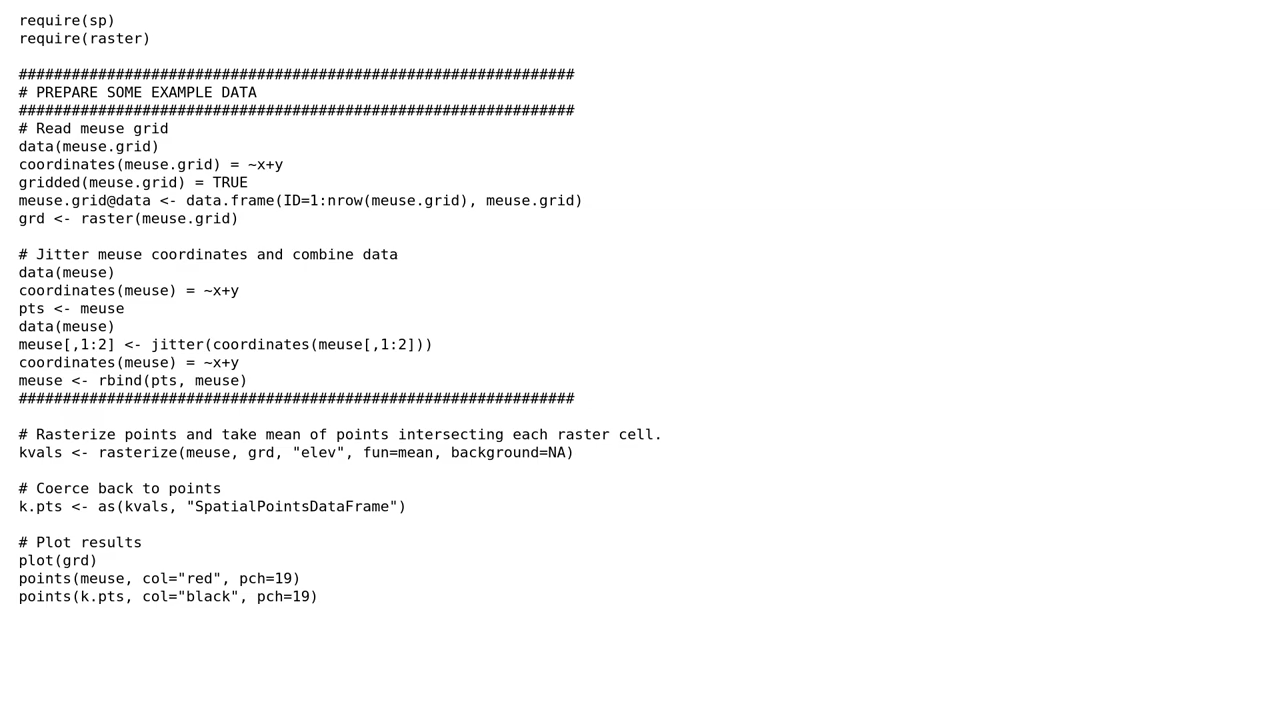 require(sp)
require(raster)

###############################################################
# PREPARE SOME EXAMPLE DATA
###############################################################
# Read meuse grid
data(meuse.grid)
coordinates(meuse.grid) = ~x+y
gridded(meuse.grid) = TRUE
meuse.grid@data <- data.frame(ID=1:nrow(meuse.grid), meuse.grid)
grd <- raster(meuse.grid)

# Jitter meuse coordinates and combine data
data(meuse)
coordinates(meuse) = ~x+y
pts <- meuse
data(meuse)
meuse[,1:2] <- jitter(coordinates(meuse[,1:2]))
coordinates(meuse) = ~x+y
meuse <- rbind(pts, meuse)
###############################################################

# Rasterize points and take mean of points intersecting each raster cell.
kvals <- rasterize(meuse, grd, "elev", fun=mean, background=NA)

# Coerce back to points
k.pts <- as(kvals, "SpatialPointsDataFrame")

# Plot results
plot(grd)
points(meuse, col="red", pch=19)
points(k.pts, col="black", pch=19)